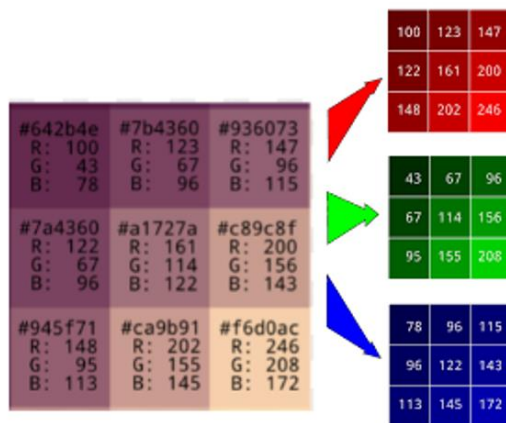 #642b4e #7b4360 #936073
R: 100 R: 123 R: 147
G: 43 G: 67 G: 96
B: 78 B: 96 B: 115
#7a4360 #a1727a #c89c8f
R: 122 R: 161 R: 200
G: 67 G: 114 G: 156
B: 96 B: 122 B: 143
#945f71 #ca9b91 #f6d0ac
R: 148 R: 202 R: 246
G: 95 G: 155 G: 208
B: 113 B: 145 B: 172
100 123 147
122 161 200
148 202 246
43 67 96
67 114 156
95 155 208
78 96 115
96 122 143
113 145 172